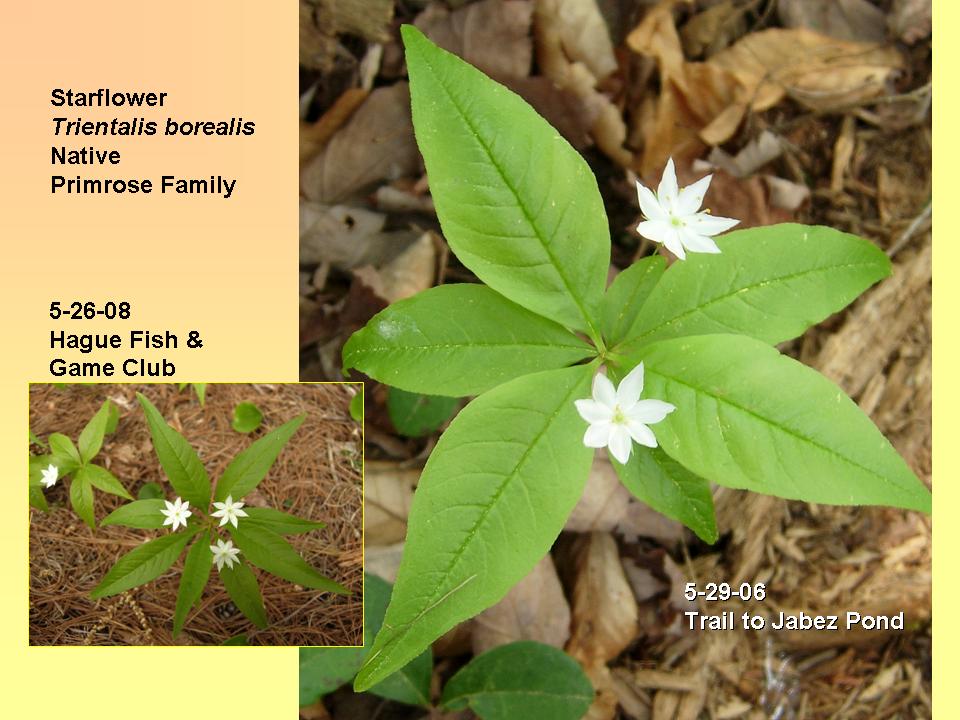 Starflower
Trientalis borealis
Native
Primrose Family
5-26-08
Hague Fish &
Game Club
5-29-06
Trail to Jabez Pond